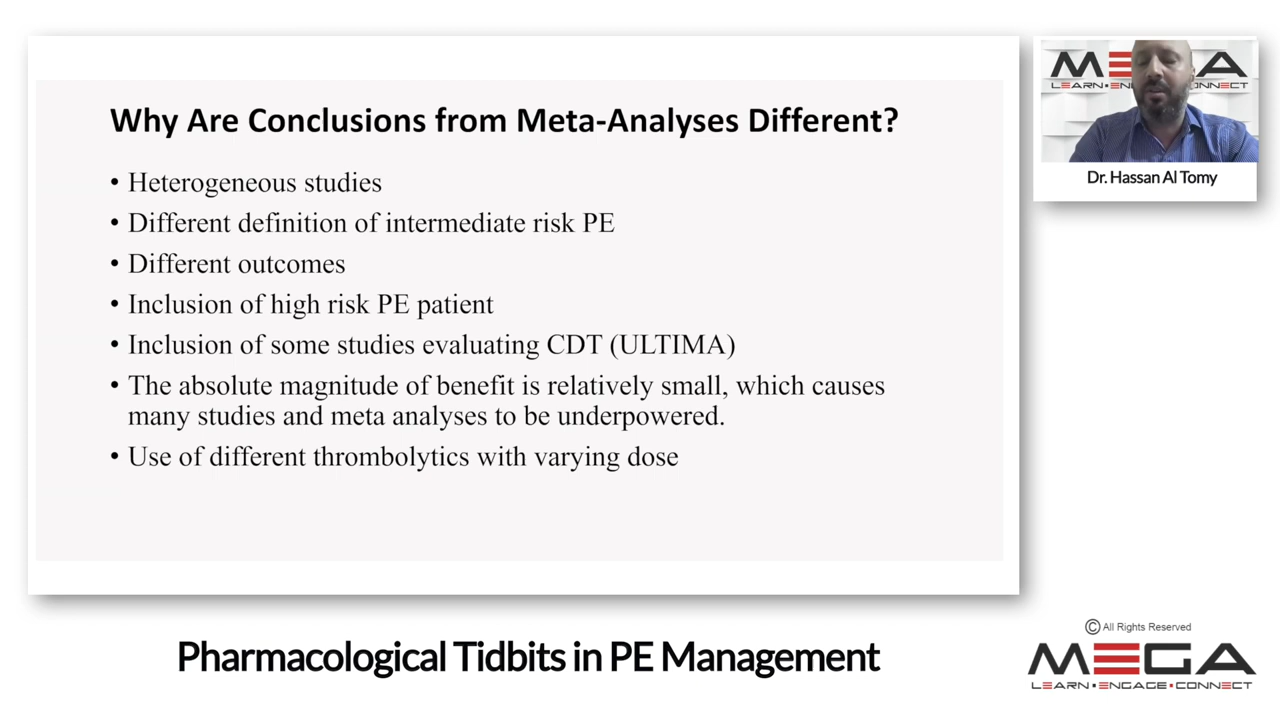 Why Are Conclusions from Meta-Analyses Different?
• Heterogeneous studies
• Different definition of intermediate risk PE
• Different outcomes
• Inclusion of high risk PE patient
• Inclusion of some studies evaluating CDT (ULTIMA)
• The absolute magnitude of benefit is relatively small, which causes
many studies and meta analyses to be underpowered.
• Use of different thrombolytics with varying dose
Dr. Hassan Al Tomy
Pharmacological Tidbits in PE Management
© All Rights Reserved
MEGA
LEARN•ENGAGE•CONNECT